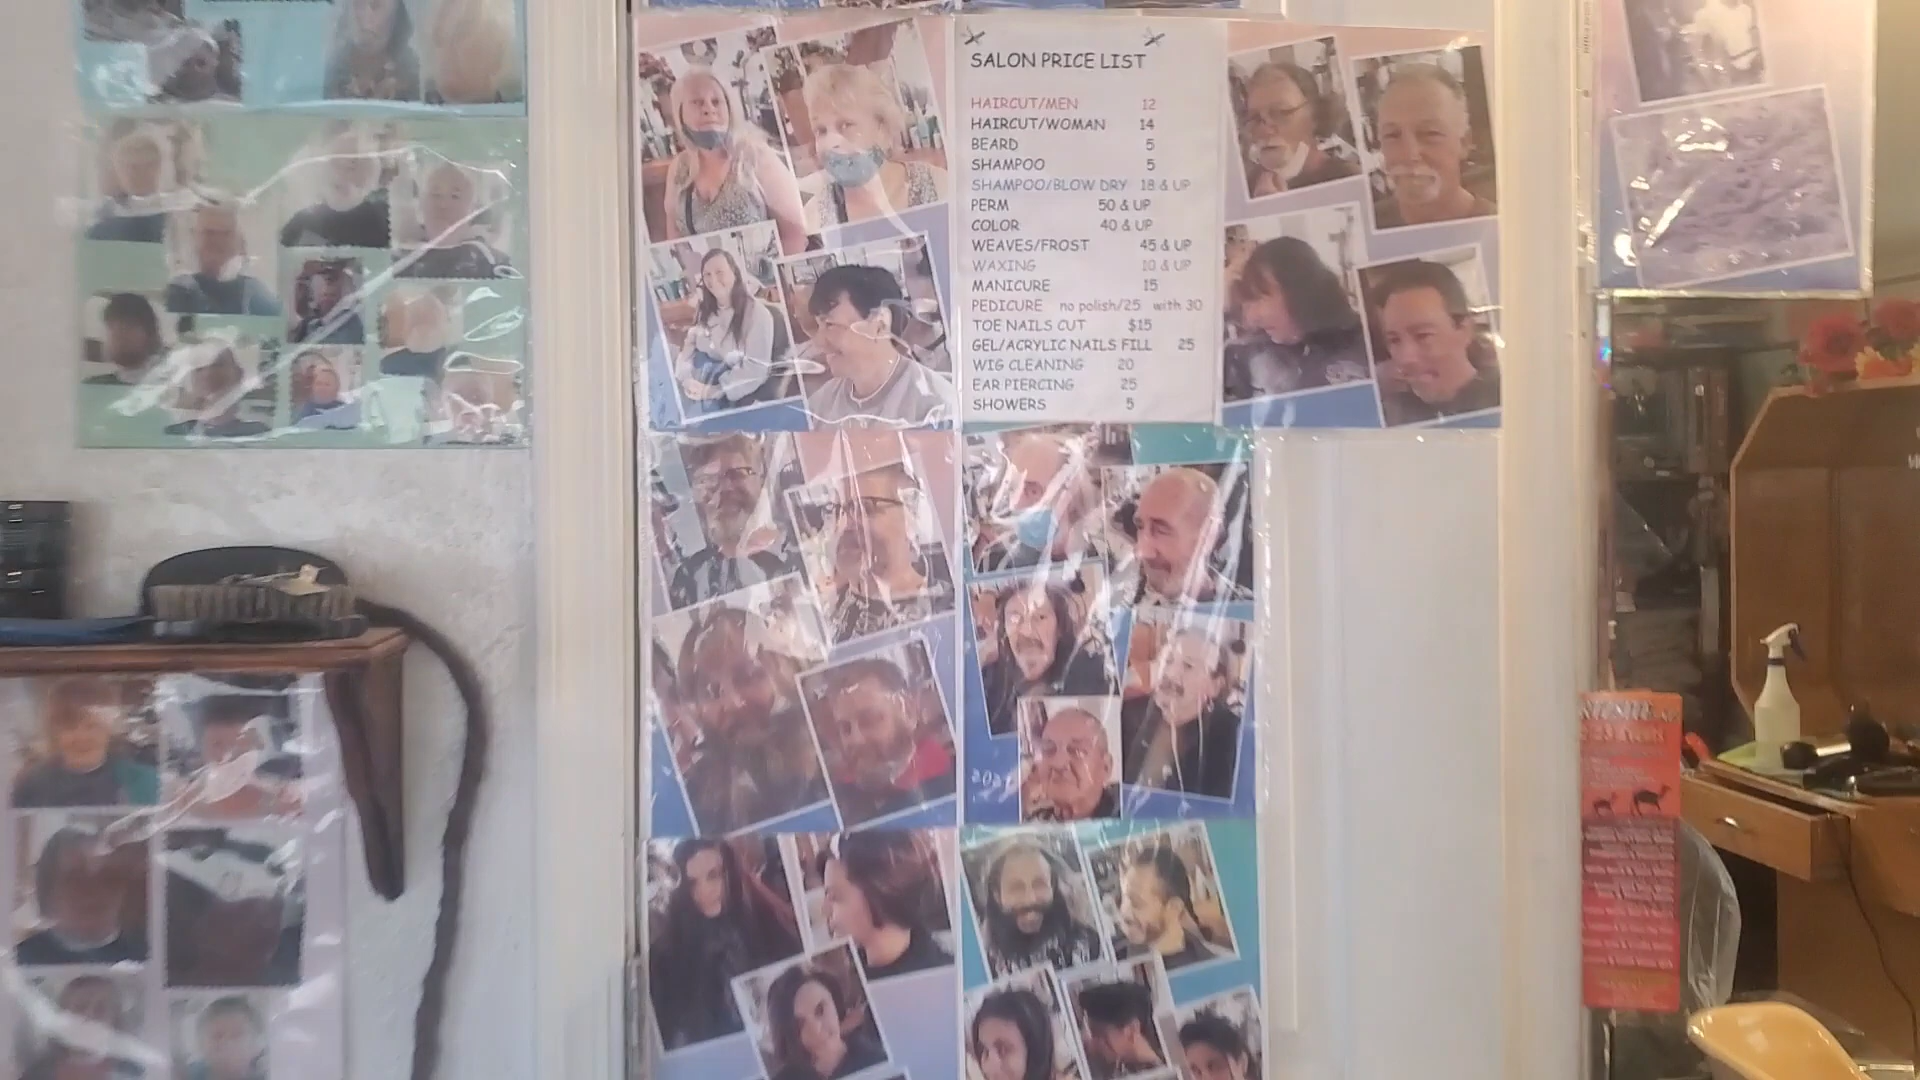 SALON PRICE LIST
HAIRCUT/MEN 12
HAIRCUT/WOMAN 14
BEARD 5
SHAMPOO 5
SHAMPOO/BLOW DRY 18 & UP
PERM 50 & UP
COLOR 40 & UP
WEAVES/FROST 45 & UP
WAXING 10 & UP
MANICURE 15
PEDICURE no polish/25 with 30
TOE NAILS CUT $15
GEL/ACRYLIC NAILS FILL 25
WIG CLEANING 20
EAR PIERCING 25
SHOWERS 5